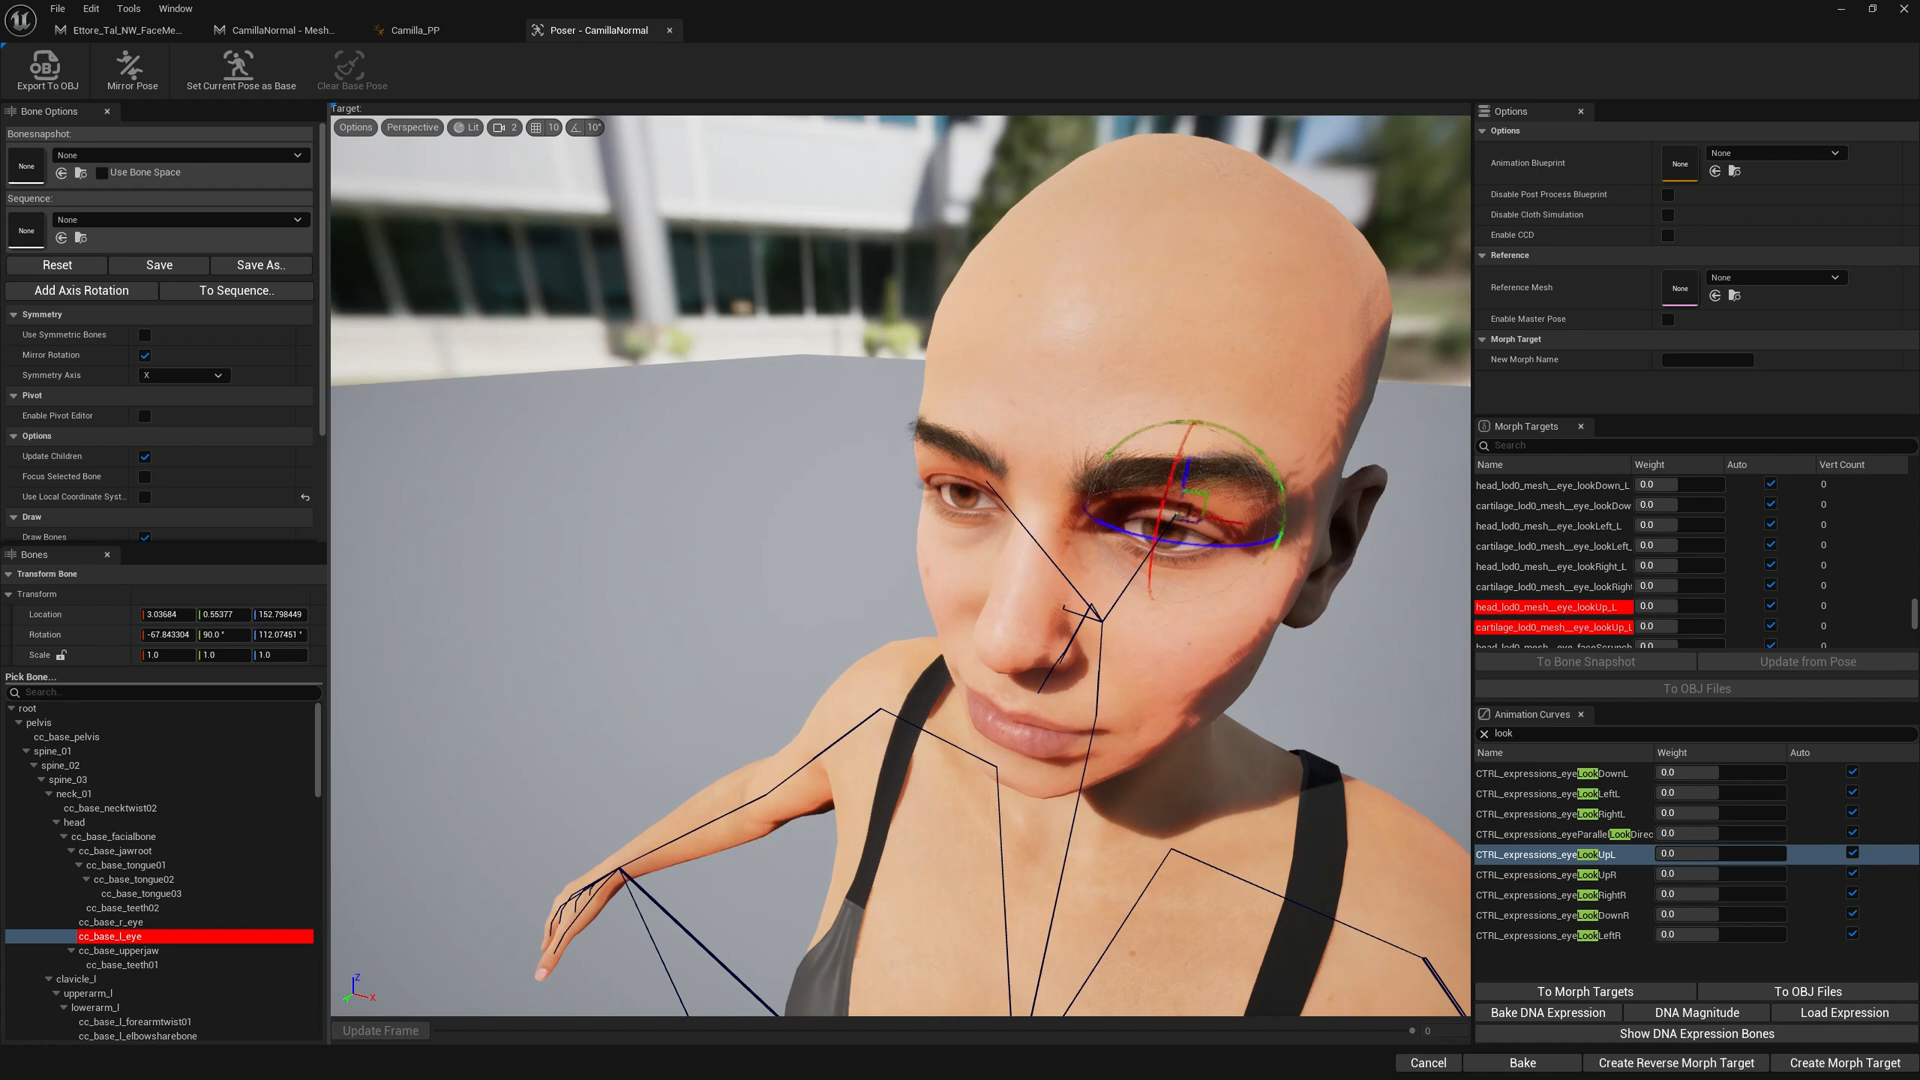 File Edit Tools Window
Ettore_Tal_NW_FaceMe... CamillaNormal - Mesh... Camilla_PP Poser - CamillaNormal
Export To OBJ Mirror Pose Set Current Pose as Base Clear Base Pose
Bone Options
Bonesnapshot:
None None
Use Bone Space
Sequence:
None None
Reset Save Save As..
Add Axis Rotation To Sequence..
Symmetry
Use Symmetric Bones
Mirror Rotation
Symmetry Axis X
Pivot
Enable Pivot Editor
Options
Update Children
Focus Selected Bone
Use Local Coordinate Syst...
Draw
Draw Bones
Bones
Transform Bone
Transform
Location 3.03684 0.55377 152.798449
Rotation -67.843304 90.0 ° 112.07451 °
Scale 1.0 1.0 1.0
Pick Bone...
Search...
root
pelvis
cc_base_pelvis
spine_01
spine_02
spine_03
neck_01
cc_base_necktwist02
head
cc_base_facialbone
cc_base_jawroot
cc_base_tongue01
cc_base_tongue02
cc_base_tongue03
cc_base_teeth02
cc_base_r_eye
cc_base_l_eye
cc_base_upperjaw
cc_base_teeth01
clavicle_l
upperarm_l
lowerarm_l
cc_base_l_forearmtwist01
cc_base_l_elbowsharebone
Target:
Options Perspective Lit 2 10 10°
Z
X
Update Frame 0
Options
Options
Animation Blueprint None None
Disable Post Process Blueprint
Disable Cloth Simulation
Enable CCD
Reference
Reference Mesh None None
Enable Master Pose
Morph Target
New Morph Name
Morph Targets
Search
Name Weight Auto Vert Count
head_lod0_mesh__eye_lookDown_L 0.0 0
cartilage_lod0_mesh__eye_lookDow 0.0 0
head_lod0_mesh__eye_lookLeft_L 0.0 0
cartilage_lod0_mesh__eye_lookLeft_ 0.0 0
head_lod0_mesh__eye_lookRight_L 0.0 0
cartilage_lod0_mesh__eye_lookRight 0.0 0
head_lod0_mesh__eye_lookUp_L 0.0 0
cartilage_lod0_mesh__eye_lookUp_L 0.0 0
head_lod0_mesh__eye_faceScrunch 0.0 0
To Bone Snapshot Update from Pose
To OBJ Files
Animation Curves
look
Name Weight Auto
CTRL_expressions_eyeLookDownL 0.0
CTRL_expressions_eyeLookLeftL 0.0
CTRL_expressions_eyeLookRightL 0.0
CTRL_expressions_eyeParallelLookDirec 0.0
CTRL_expressions_eyeLookUpL 0.0
CTRL_expressions_eyeLookUpR 0.0
CTRL_expressions_eyeLookRightR 0.0
CTRL_expressions_eyeLookDownR 0.0
CTRL_expressions_eyeLookLeftR 0.0
To Morph Targets To OBJ Files
Bake DNA Expression DNA Magnitude Load Expression
Show DNA Expression Bones
Cancel Bake Create Reverse Morph Target Create Morph Target